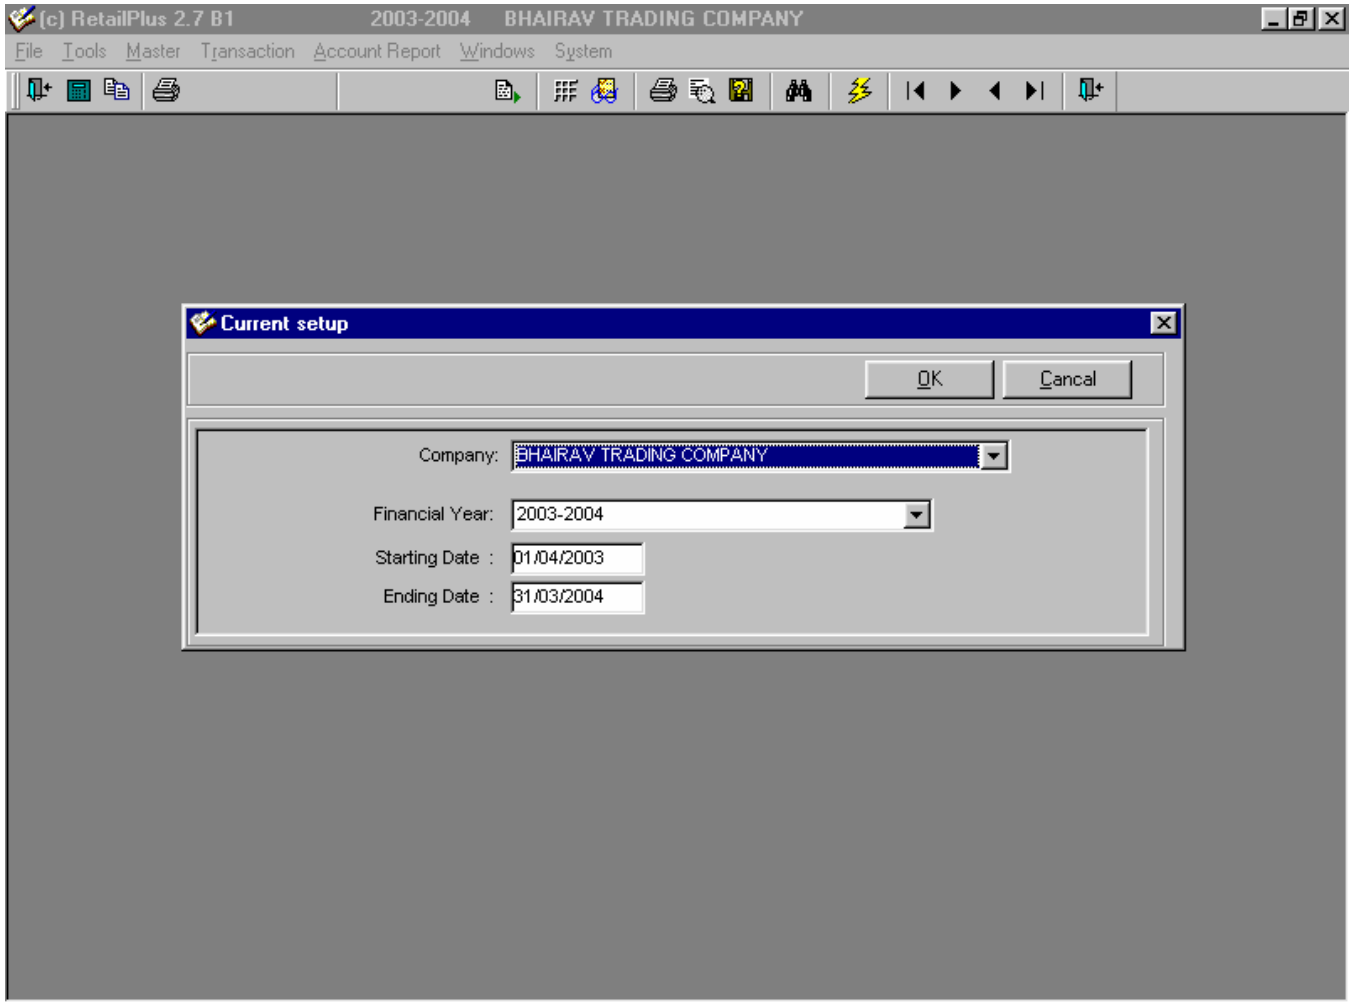 (c) RetailPlus 2.7 B1 2003-2004 BHAIRAV TRADING COMPANY
File Tools Master Transaction Account Report Windows System
Current setup
OK Cancal
Company: BHAIRAV TRADING COMPANY
Financial Year: 2003-2004
Starting Date : 01/04/2003
Ending Date : 31/03/2004